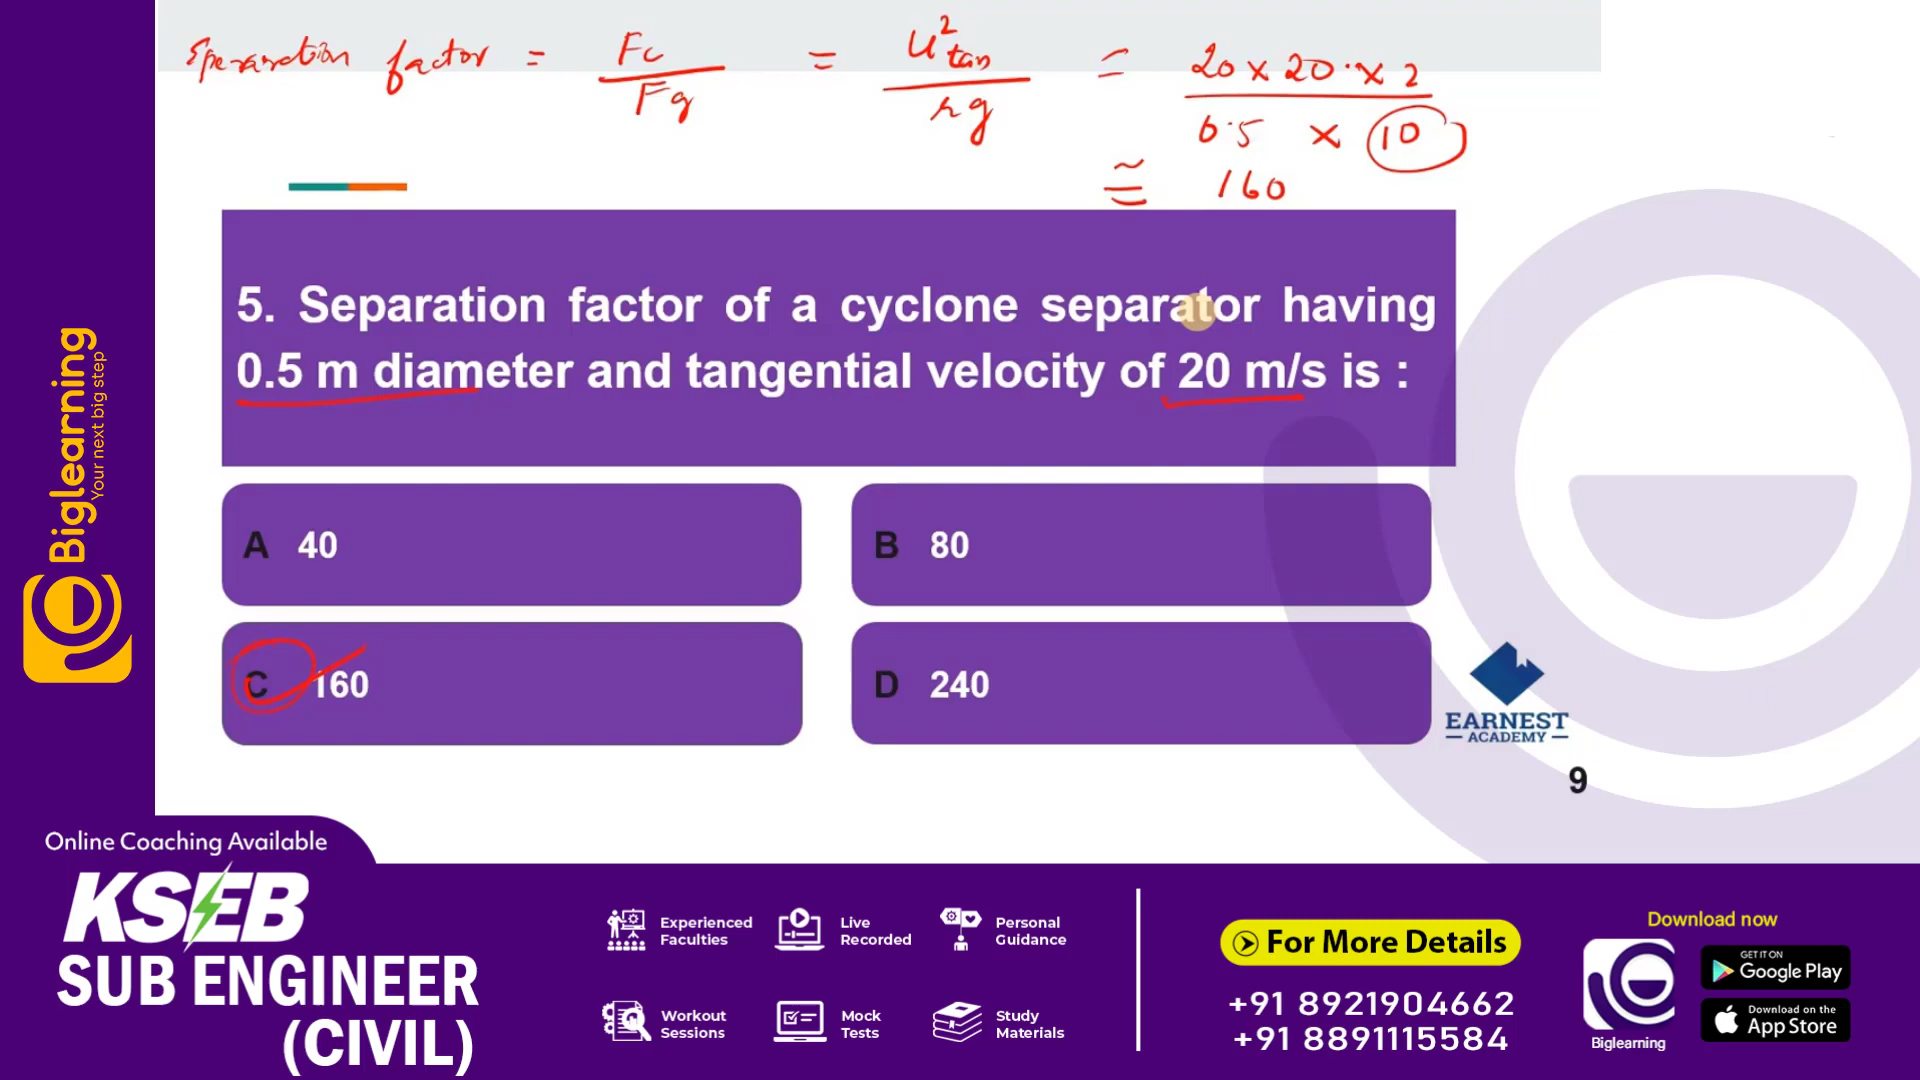 Speraration factor = Fc / Fg = u²tan / rg = 20 x 20 x 2 / 0.5 x 10
≅ 160
5. Separation factor of a cyclone separator having
0.5 m diameter and tangential velocity of 20 m/s is :
A 40
B 80
C 160
D 240
EARNEST
ACADEMY
9
Biglearning
Your next big step
Online Coaching Available
KSEB
SUB ENGINEER
(CIVIL)
Experienced
Faculties
Live
Recorded
Personal
Guidance
Workout
Sessions
Mock
Tests
Study
Materials
For More Details
+91 8921904662
+91 8891115584
Download now
Biglearning
GET IT ON
Google Play
Download on the
App Store